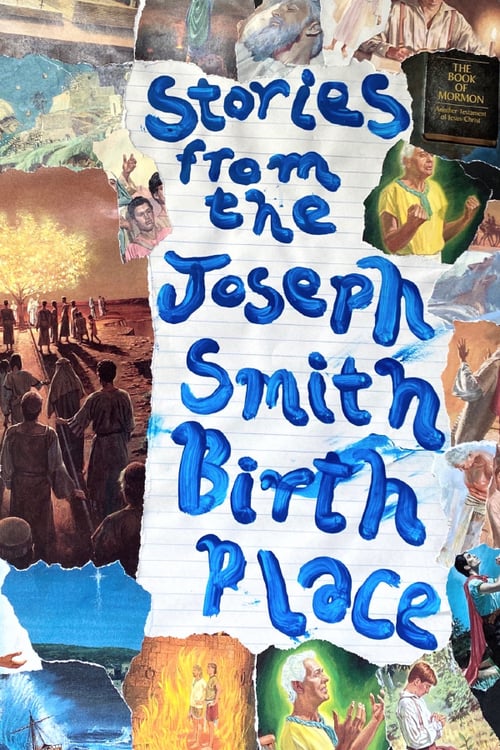 Stories
from
the
Joseph
Smith
Birth
Place
THE
BOOK
OF
MORMON
Another Testament
of Jesus Christ